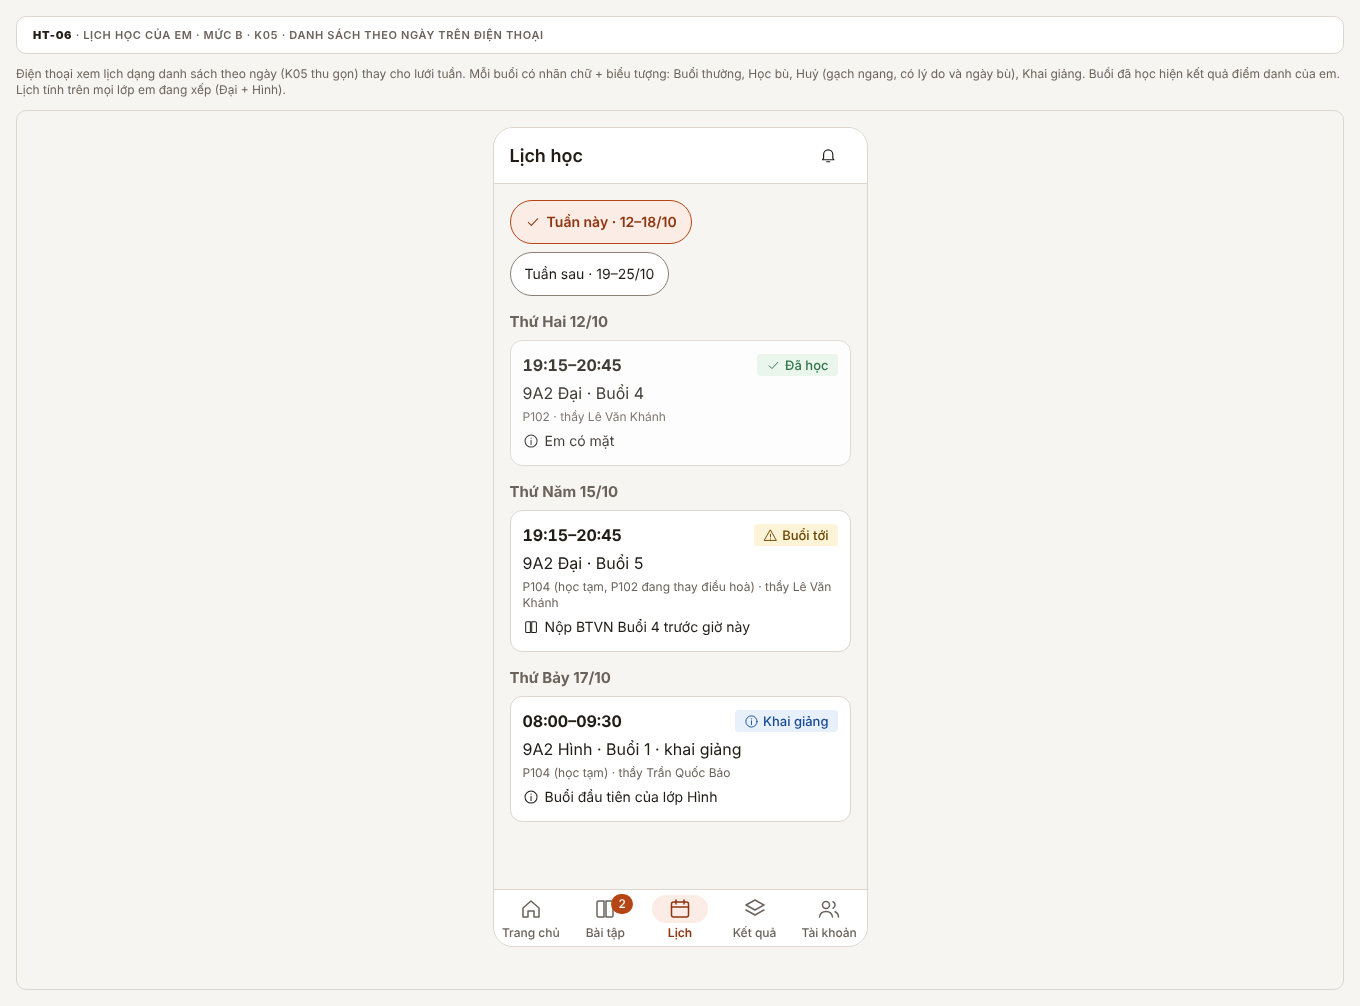 HT-06 · LỊCH HỌC CỦA EM · MỨC B · K05 · DANH SÁCH THEO NGÀY TRÊN ĐIỆN THOẠI
Điện thoại xem lịch dạng danh sách theo ngày (K05 thu gọn) thay cho lưới tuần. Mỗi buổi có nhãn chữ + biểu tượng: Buổi thường, Học bù, Huỷ (gạch ngang, có lý do và ngày bù), Khai giảng. Buổi đã học hiện kết quả điểm danh của em.
Lịch tính trên mọi lớp em đang xếp (Đại + Hình).
Lịch học
Tuần này · 12–18/10
Tuần sau · 19–25/10
Thứ Hai 12/10
19:15–20:45
Đã học
9A2 Đại · Buổi 4
P102 · thầy Lê Văn Khánh
Em có mặt
Thứ Năm 15/10
19:15–20:45
Buổi tới
9A2 Đại · Buổi 5
P104 (học tạm, P102 đang thay điều hoà) · thầy Lê Văn
Khánh
Nộp BTVN Buổi 4 trước giờ này
Thứ Bảy 17/10
08:00–09:30
Khai giảng
9A2 Hình · Buổi 1 · khai giảng
P104 (học tạm) · thầy Trần Quốc Bảo
Buổi đầu tiên của lớp Hình
2
Trang chủ
Bài tập
Lịch
Kết quả
Tài khoản